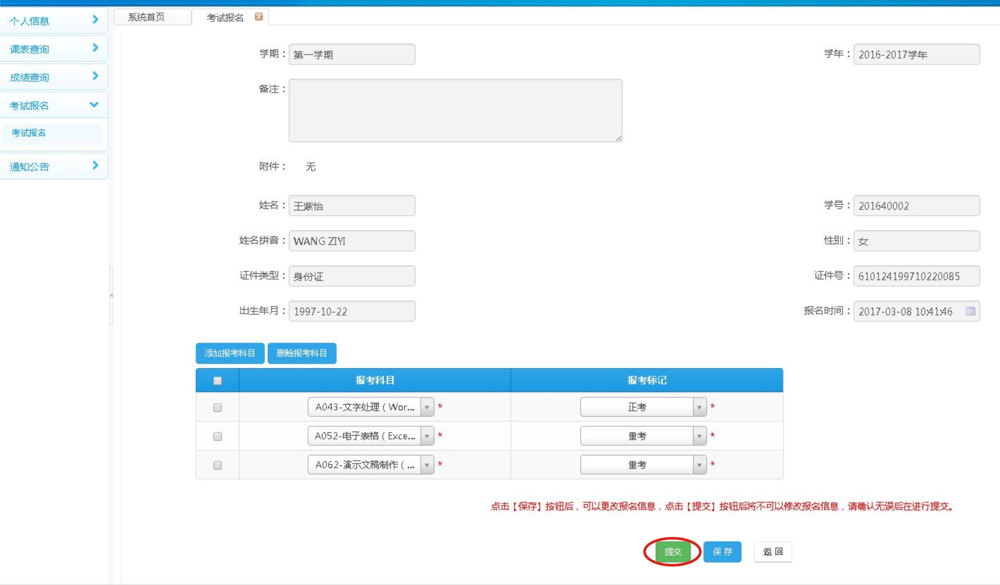 个人信息
课表查询
成绩查询
考试报名
考试报名
通知公告
系统首页 考试报名
学期： 第一学期 学年： 2016-2017学年
备注：
附件： 无
姓名： 王紫怡 学号： 201640002
姓名拼音： WANG ZIYI 性别： 女
证件类型： 身份证 证件号： 610124199710220085
出生年月： 1997-10-22 报名时间： 2017-03-08 10:41:46
添加报考科目 删除报考科目
报考科目 报考标记
A043-文字处理（Wor... * 正考 *
A052-电子表格（Exce... * 重考 *
A062-演示文稿制作（... * 重考 *
点击【保存】按钮后，可以更改报名信息，点击【提交】按钮后将不可以修改报名信息，请确认无误后在进行提交。
提交 保存 返回